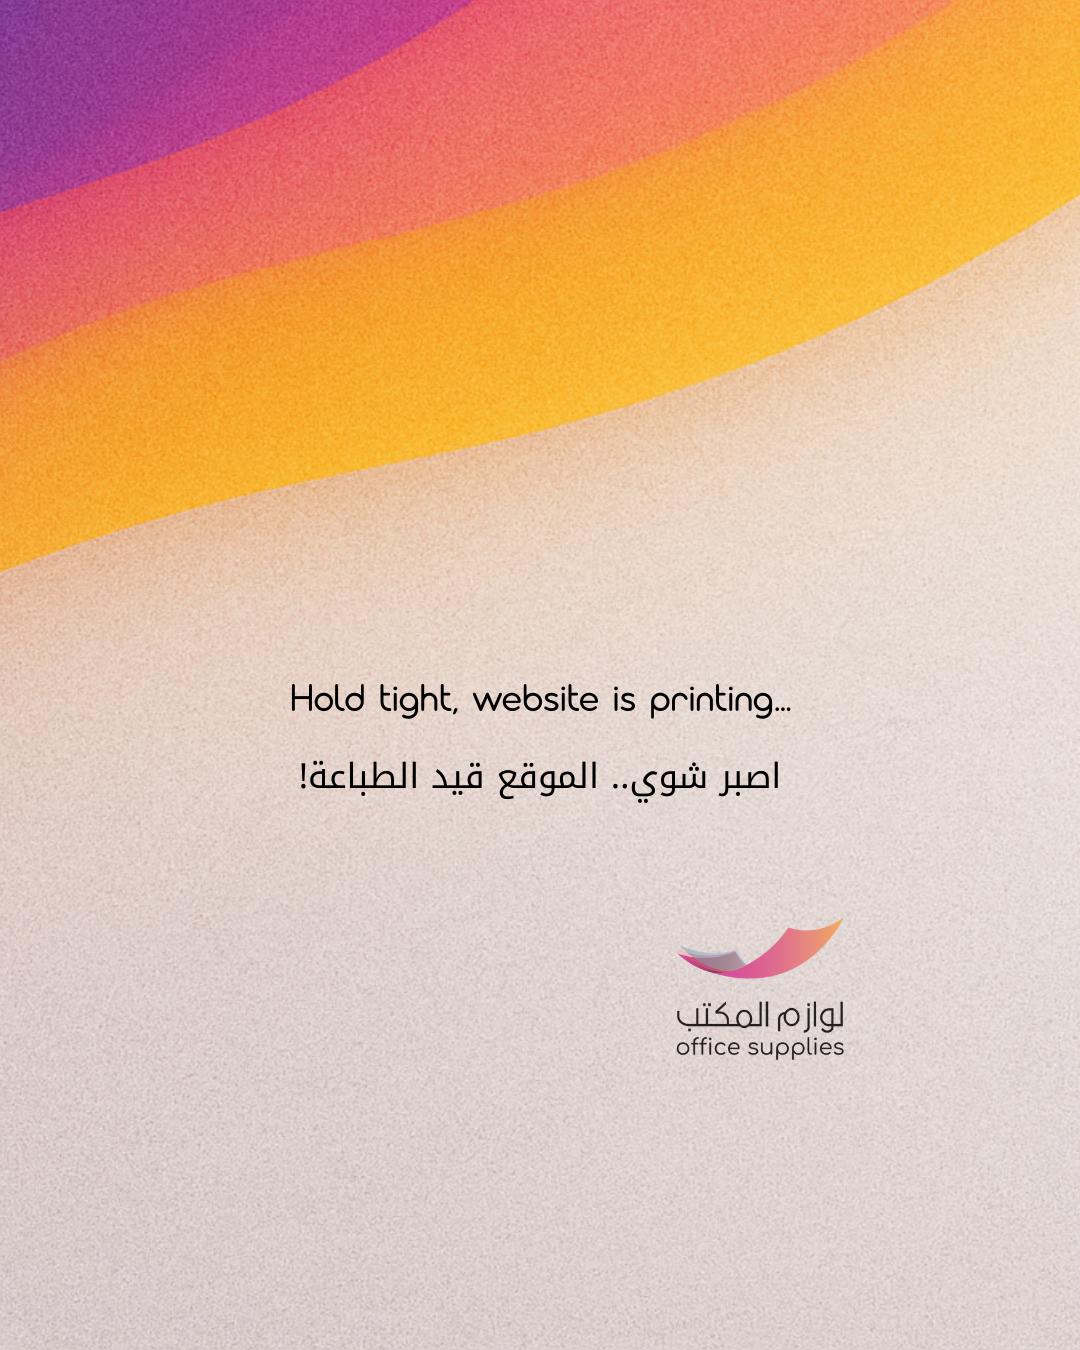 Hold tight, website is printing...
اصبر شوي.. الموقع قيد الطباعة!
لوازم المكتب
office supplies